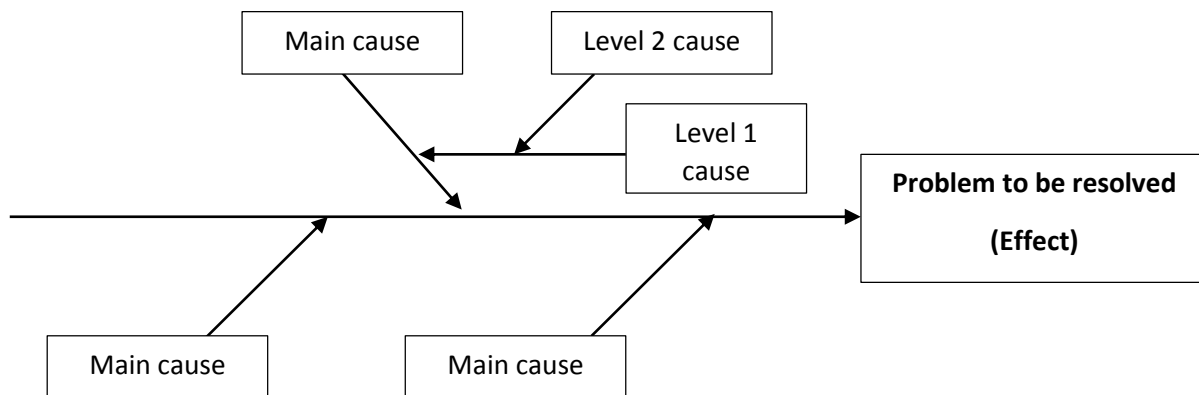 Main cause
Level 2 cause
Level 1
cause
Problem to be resolved
(Effect)
Main cause
Main cause